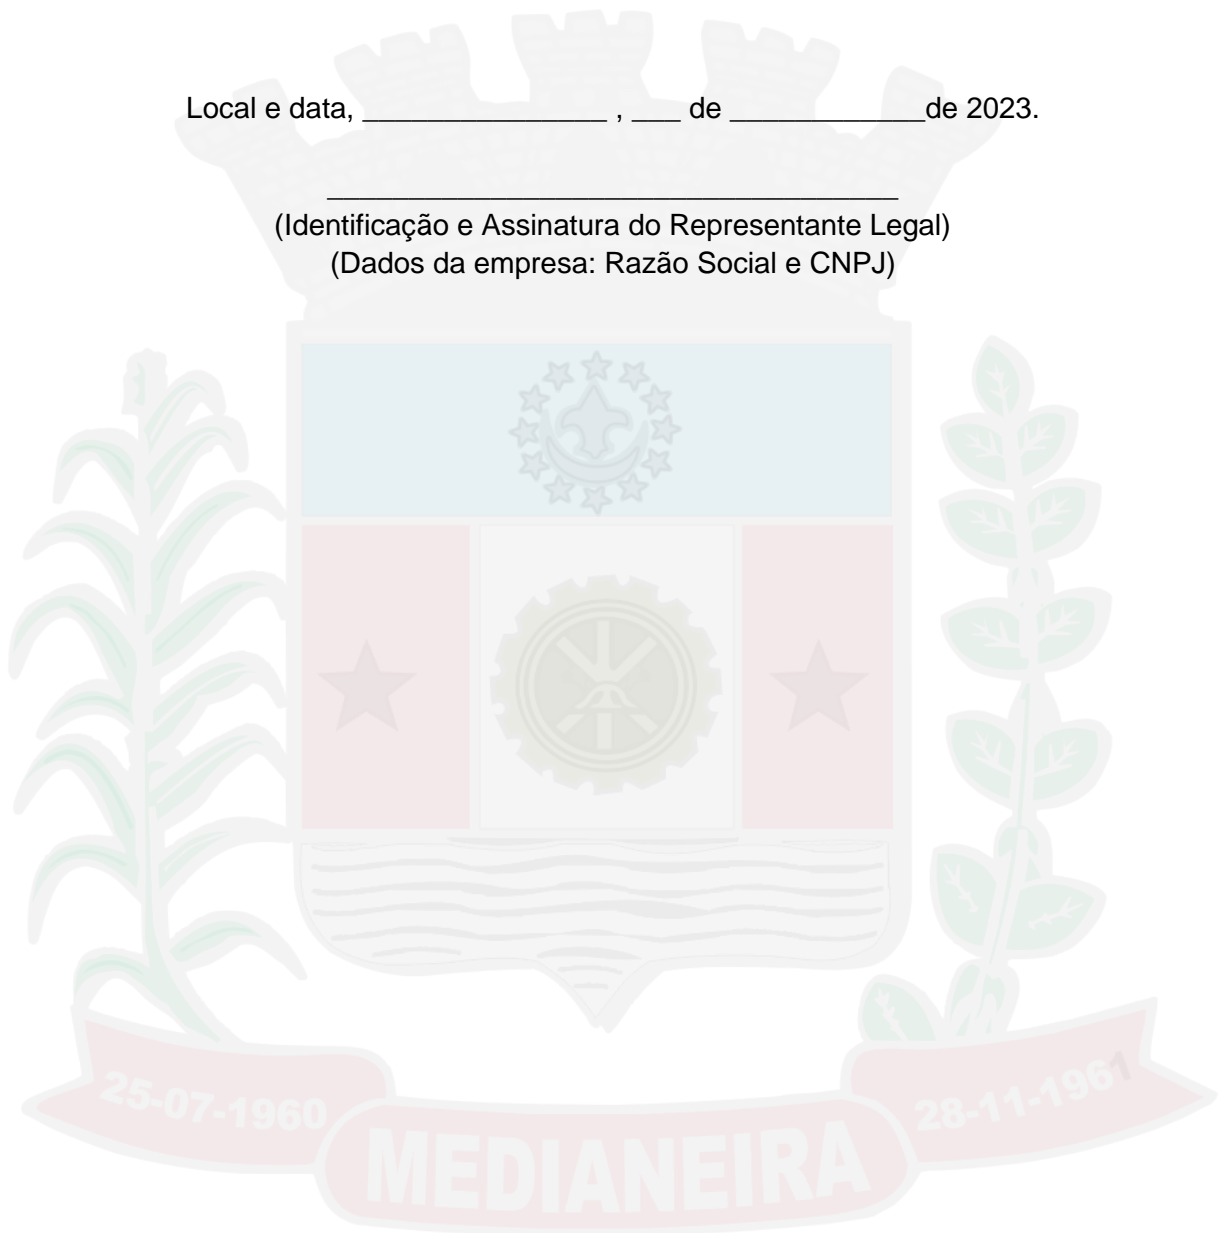 Local e data, _______________ , ___ de ____________de 2023.
___________________________________
(Identificação e Assinatura do Representante Legal)
(Dados da empresa: Razão Social e CNPJ)
25-07-1960
28-11-1961
MEDIANEIRA